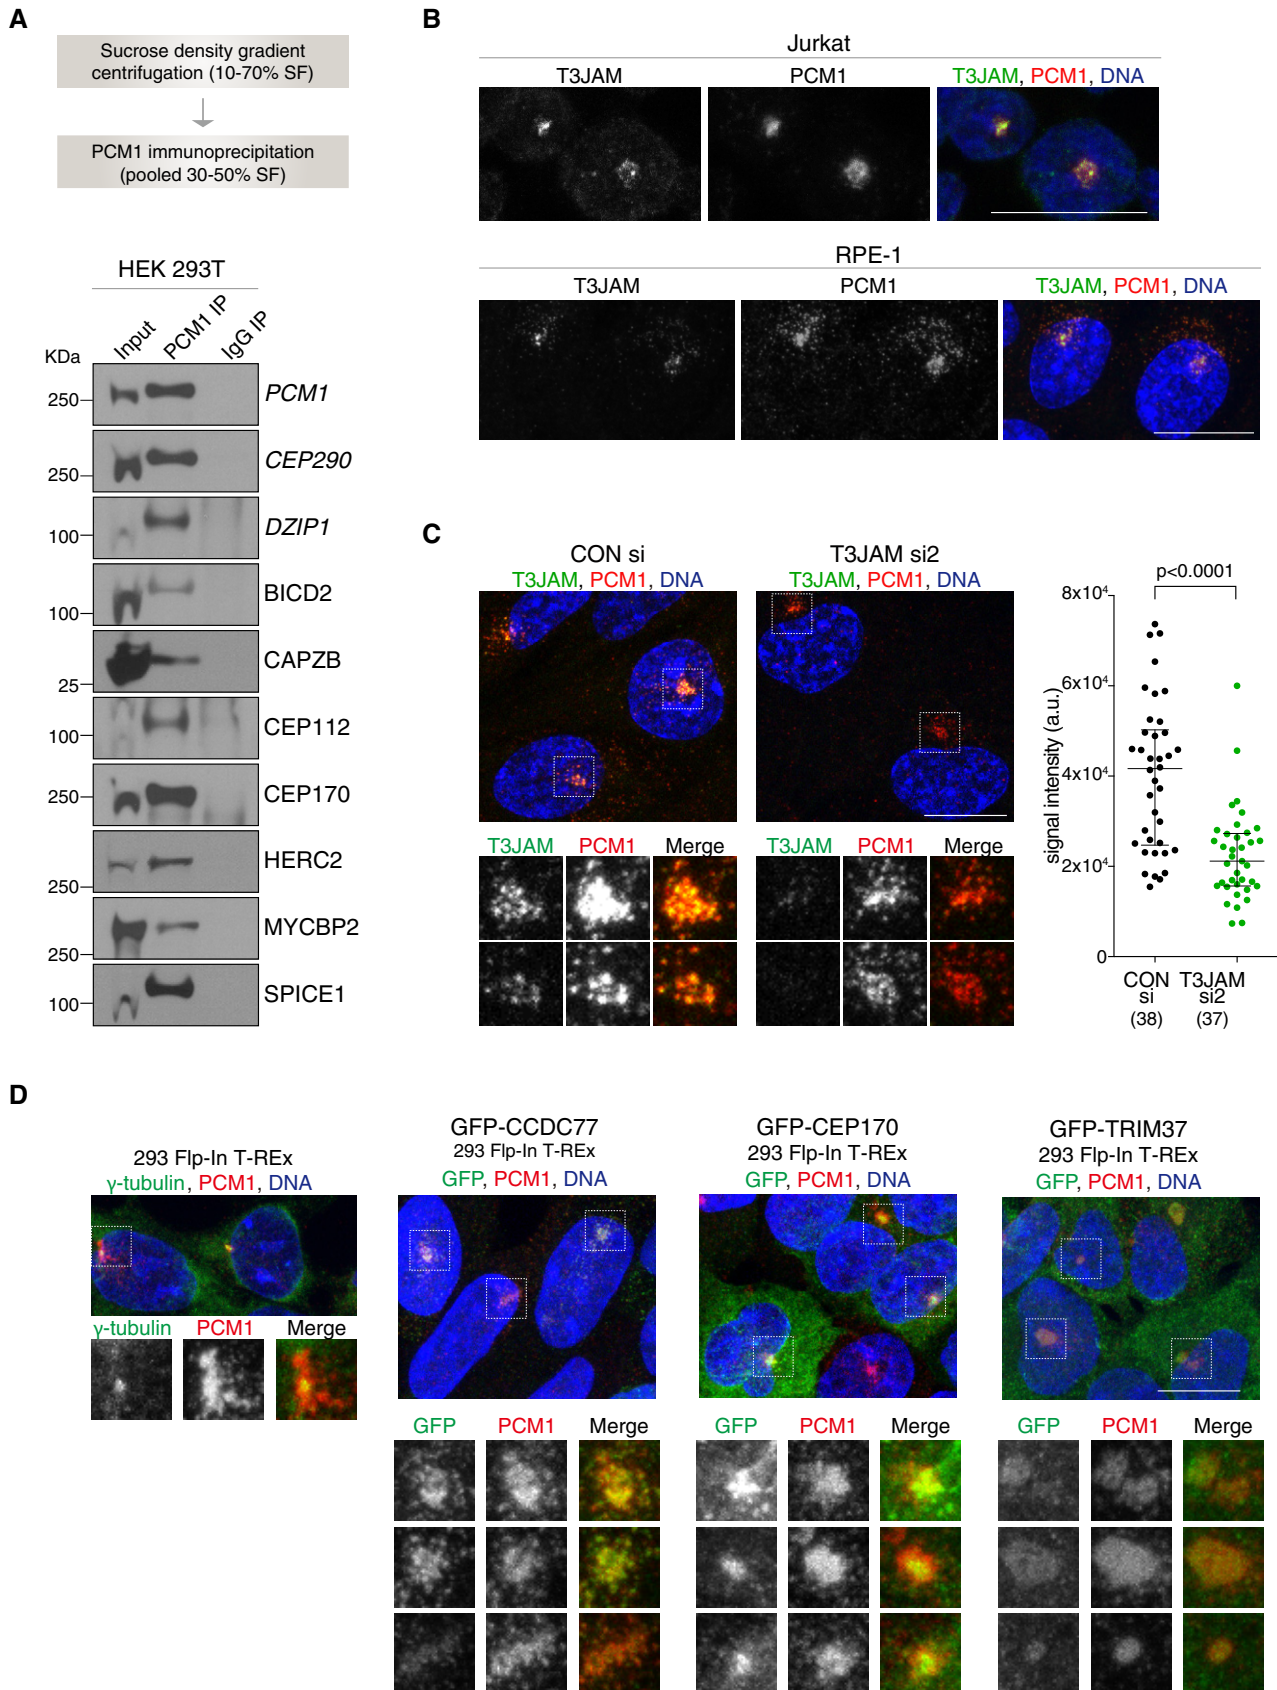 A
Sucrose density gradient
centrifugation (10-70% SF)
PCM1 immunoprecipitation
(pooled 30-50% SF)
HEK 293T
KDa
Input
PCM1 IP
IgG IP
250
PCM1
250
CEP290
100
DZIP1
100
BICD2
25
CAPZB
100
CEP112
250
CEP170
250
HERC2
250
MYCBP2
100
SPICE1
B
Jurkat
T3JAM
PCM1
T3JAM, PCM1, DNA
RPE-1
T3JAM
PCM1
T3JAM, PCM1, DNA
C
CON si
T3JAM, PCM1, DNA
T3JAM si2
T3JAM, PCM1, DNA
T3JAM
PCM1
Merge
T3JAM
PCM1
Merge
p<0.0001
signal intensity (a.u.)
8x10⁴
6x10⁴
4x10⁴
2x10⁴
0
CON
si
(38)
T3JAM
si2
(37)
D
293 Flp-In T-REx
γ-tubulin, PCM1, DNA
γ-tubulin
PCM1
Merge
GFP-CCDC77
293 Flp-In T-REx
GFP, PCM1, DNA
GFP
PCM1
Merge
GFP-CEP170
293 Flp-In T-REx
GFP, PCM1, DNA
GFP
PCM1
Merge
GFP-TRIM37
293 Flp-In T-REx
GFP, PCM1, DNA
GFP
PCM1
Merge